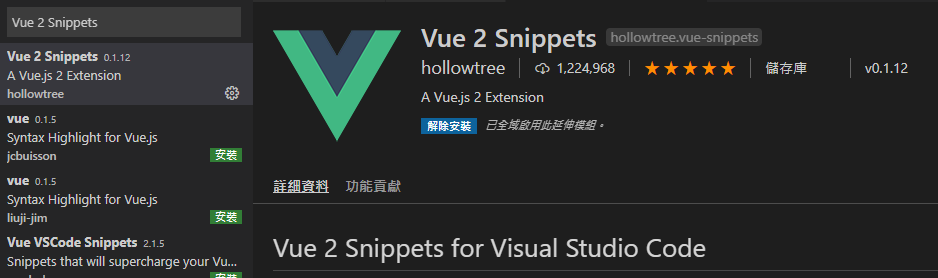 Vue 2 Snippets
Vue 2 Snippets 0.1.12
A Vue.js 2 Extension
hollowtree
vue 0.1.5
Syntax Highlight for Vue.js
jcbuisson 安裝
vue 0.1.5
Syntax Highlight for Vue.js
liuji-jim 安裝
Vue VSCode Snippets 2.1.5
Snippets that will supercharge your Vu...
安裝
Vue 2 Snippets hollowtree.vue-snippets
hollowtree 1,224,968 儲存庫 v0.1.12
A Vue.js 2 Extension
解除安裝 已全域啟用此延伸模組。
詳細資料 功能貢獻
Vue 2 Snippets for Visual Studio Code